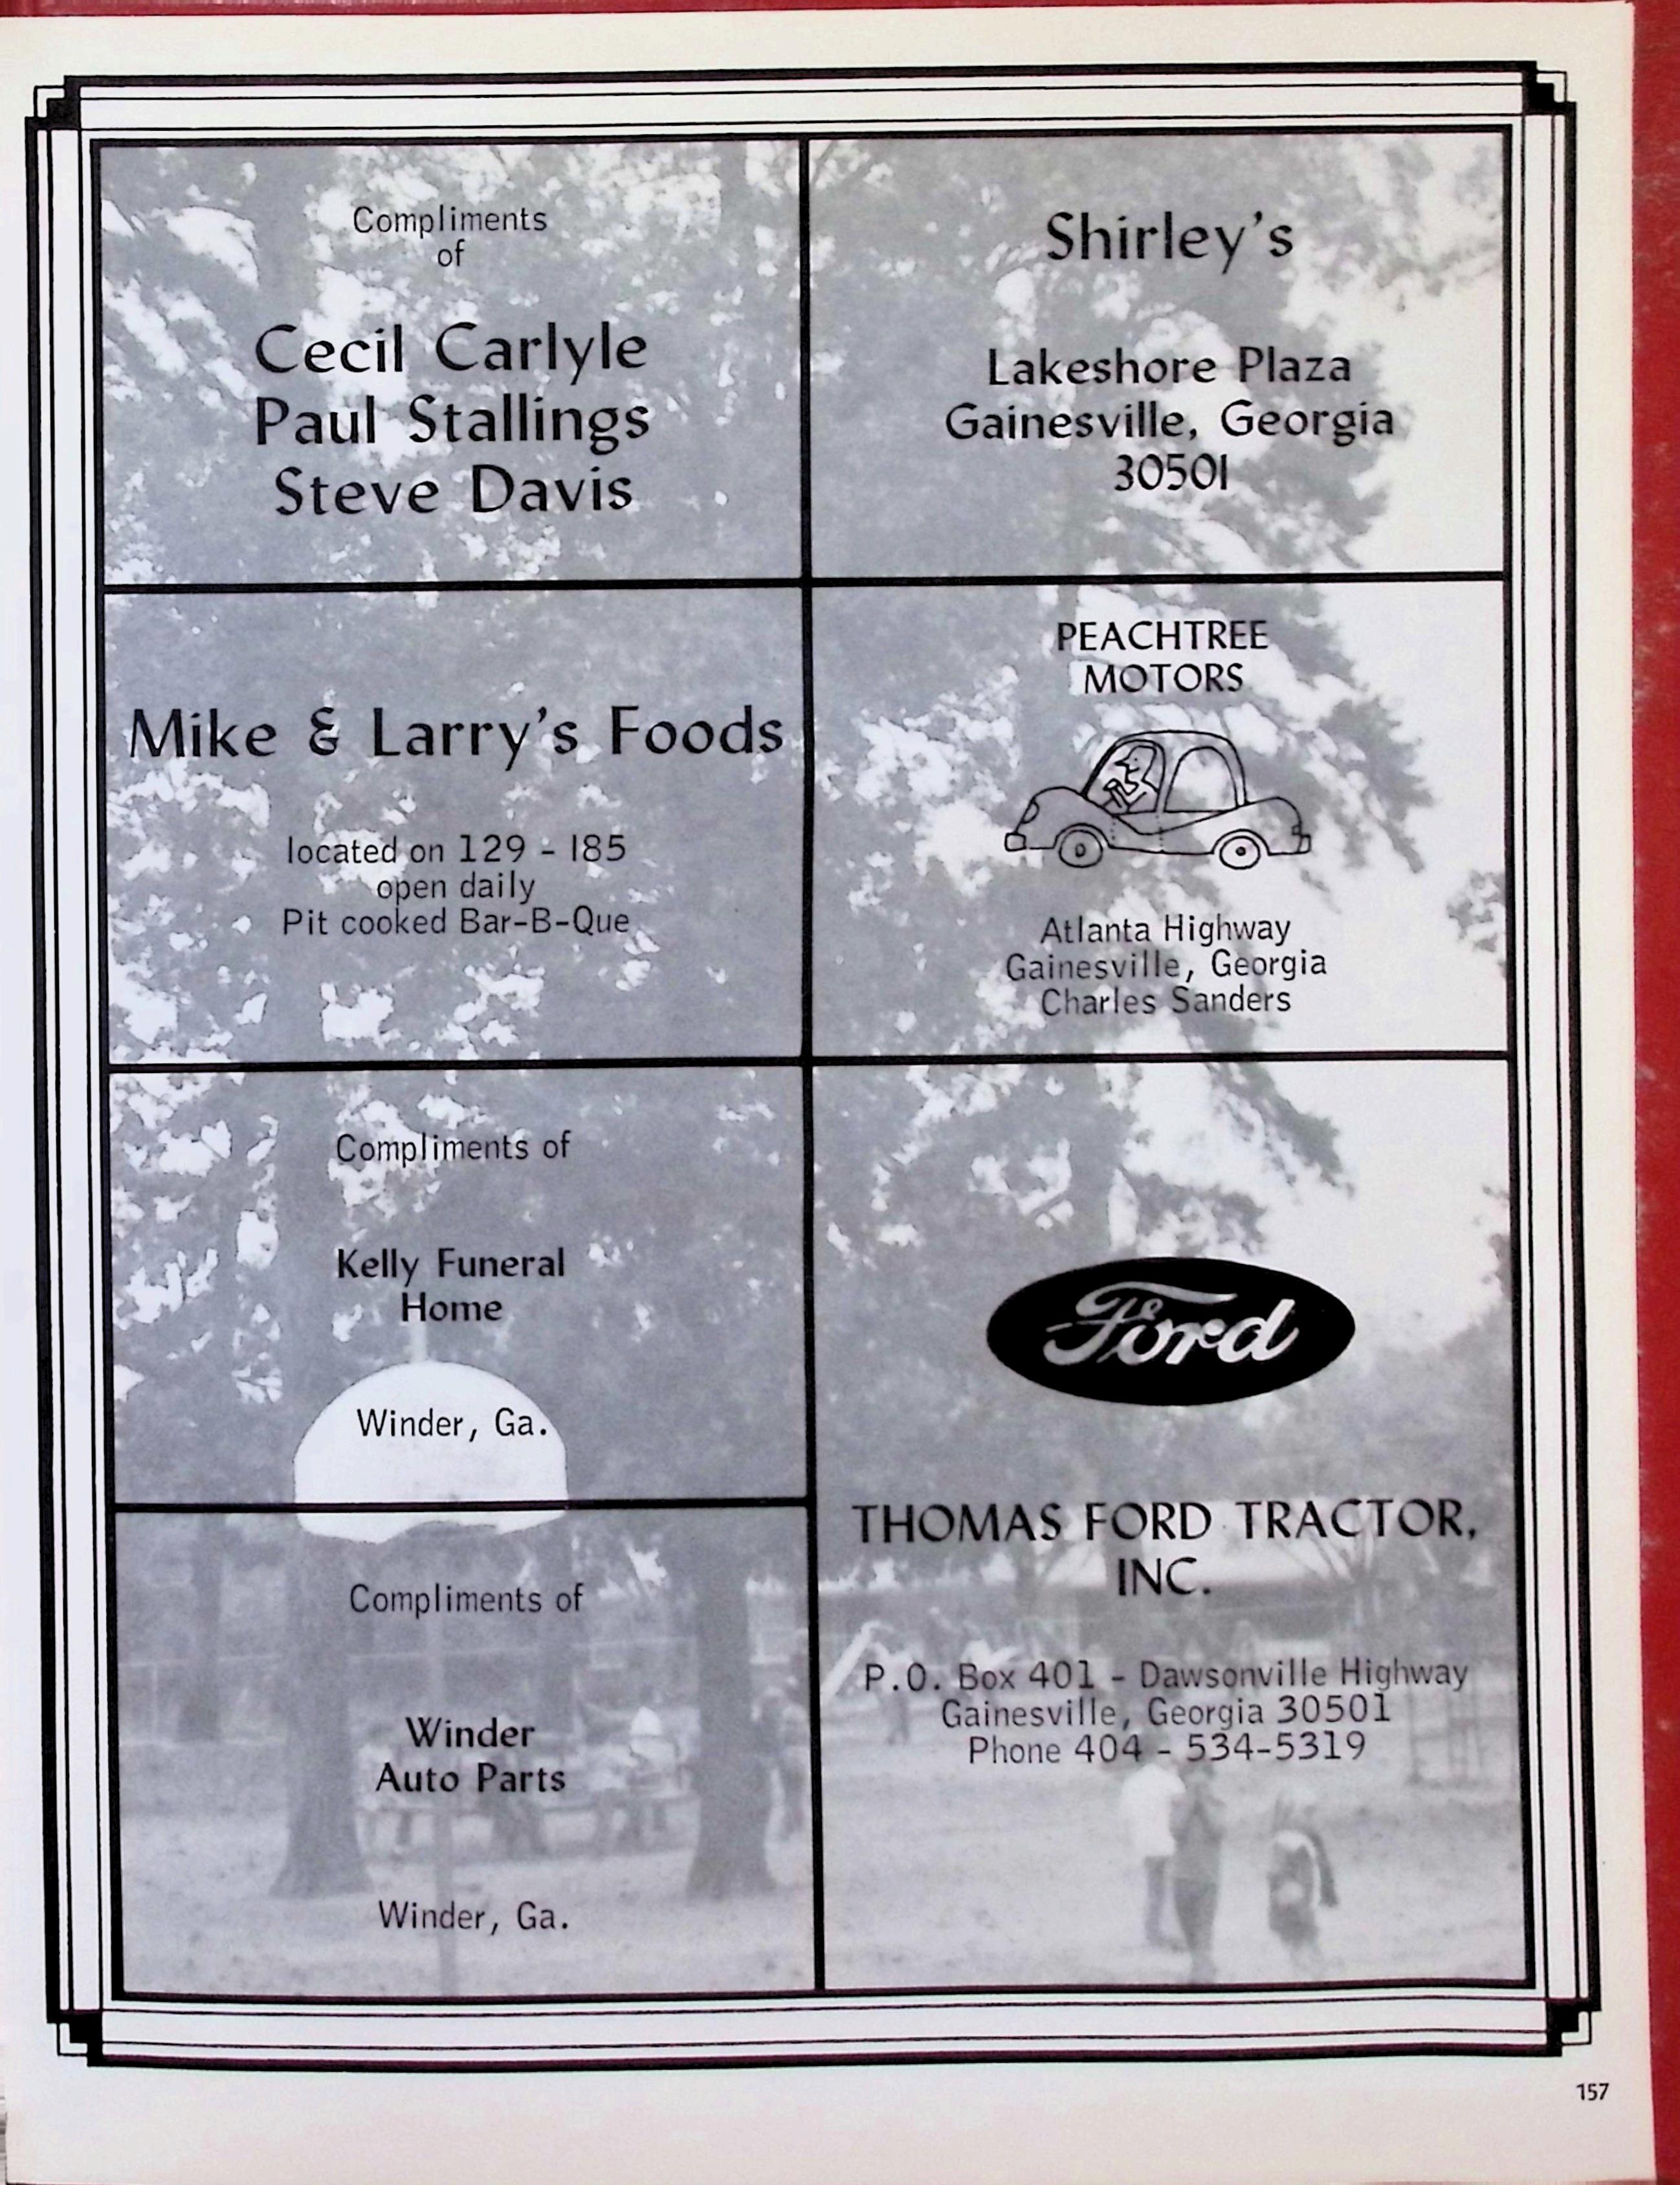 Compliments
of
Cecil Carlyle
Paul Stallings
Steve Davis
Shirley's
Lakeshore Plaza
Gainesville, Georgia
30501
Mike & Larry's Foods
located on 129 - 185
open daily
Pit cooked Bar-B-Que
PEACHTREE
MOTORS
Atlanta Highway
Gainesville, Georgia
Charles Sanders
Compliments of
Kelly Funeral
Home
Winder, Ga.
Compliments of
Winder
Auto Parts
Winder, Ga.
Ford
THOMAS FORD TRACTOR,
INC.
P.O. Box 401 - Dawsonville Highway
Gainesville, Georgia 30501
Phone 404 - 534-5319
157